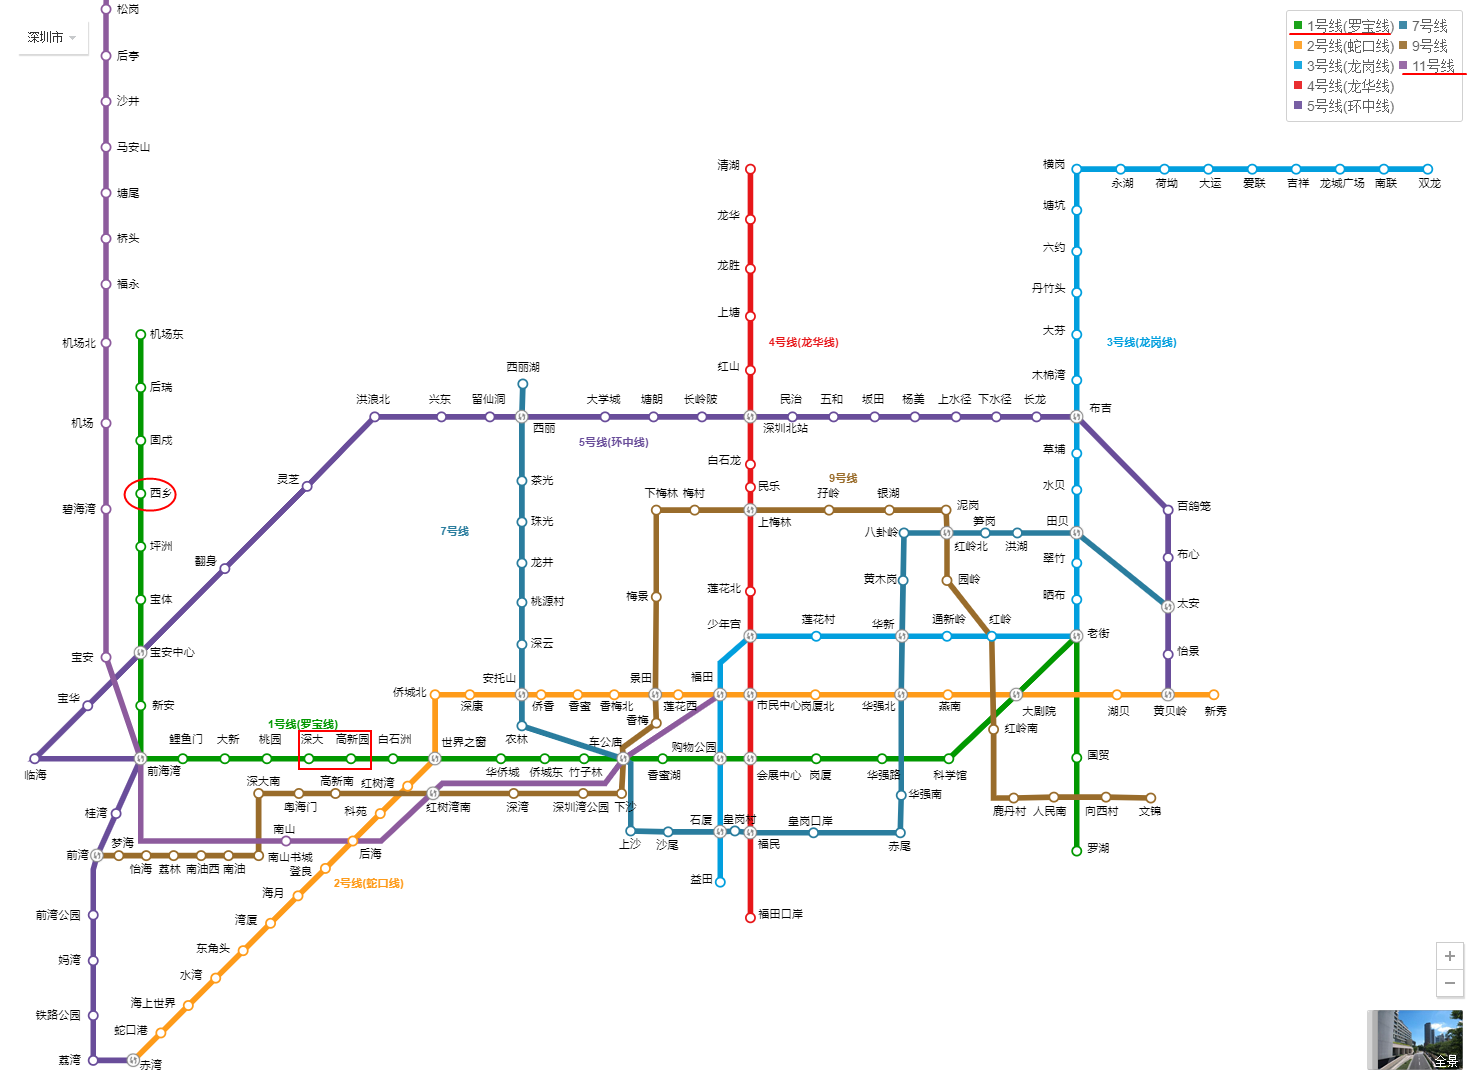 松岗
深圳市
后亭
沙井
马安山
塘尾
桥头
福永
机场北
机场
碧海湾
宝安
1号线(罗宝线)
2号线(蛇口线)
3号线(龙岗线)
4号线(龙华线)
5号线(环中线)
7号线
9号线
11号线
机场东
后瑞
固戍
西乡
坪洲
宝体
宝安中心
新安
清湖
龙华
龙胜
上塘
红山
4号线(龙华线)
横岗
永湖
荷坳
大运
爱联
吉祥
龙城广场
南联
双龙
塘坑
六约
丹竹头
大芬
木棉湾
3号线(龙岗线)
西丽湖
洪浪北
兴东
留仙洞
西丽
大学城
塘朗
长岭陂
深圳北站
民治
五和
坂田
杨美
上水径
下水径
长龙
布吉
5号线(环中线)
灵芝
翻身
宝华
临海
茶光
珠光
龙井
桃源村
深云
安托山
农林
7号线
白石龙
民乐
9号线
下梅林
梅村
上梅林
孖岭
银湖
泥岗
八卦岭
红岭北
笋岗
洪湖
田贝
草埔
水贝
翠竹
晒布
老街
百鸽笼
布心
太安
怡景
黄贝岭
新秀
黄木岗
园岭
梅景
莲花北
少年宫
莲花村
华新
通新岭
红岭
侨城北
深康
侨香
香蜜
香梅北
景田
莲花西
福田
市民中心
岗厦北
华强北
燕南
大剧院
湖贝
香梅
红岭南
1号线(罗宝线)
前海湾
鲤鱼门
大新
桃园
深大
高新园
白石洲
世界之窗
华侨城
侨城东
竹子林
车公庙
香蜜湖
购物公园
会展中心
岗厦
华强路
科学馆
国贸
罗湖
深大南
粤海门
高新南
红树湾
科苑
红树湾南
深湾
深圳湾公园
下沙
华强南
鹿丹村
人民南
向西村
文锦
桂湾
梦海
前湾
怡海
荔林
南油西
南油
南山书城
南山
后海
登良
上沙
沙尾
石厦
皇岗村
福民
皇岗口岸
赤尾
益田
福田口岸
2号线(蛇口线)
海月
湾厦
东角头
水湾
海上世界
蛇口港
赤湾
前湾公园
妈湾
铁路公园
荔湾
全景